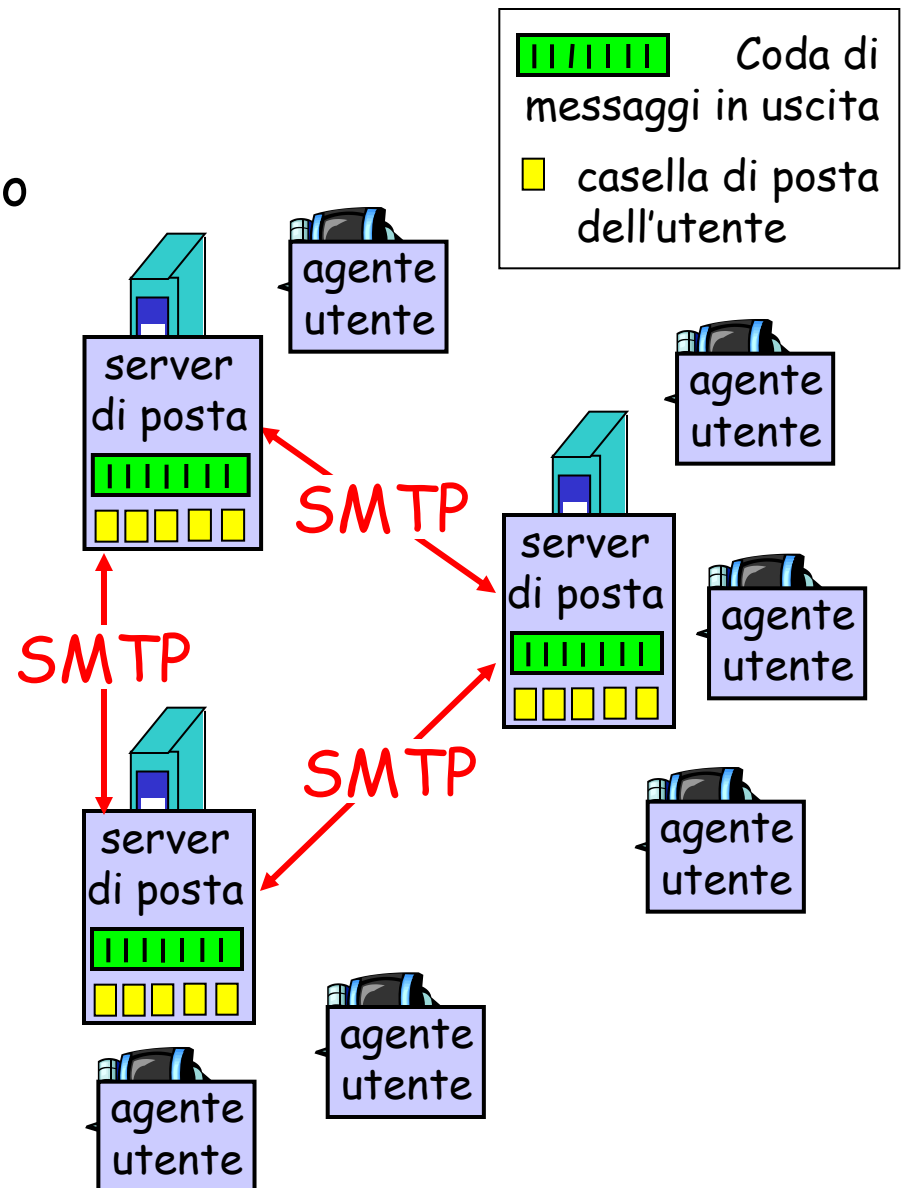 Coda di
messaggi in uscita
casella di posta
dell'utente
o
agente
utente
server
di posta
agente
utente
SMTP
server
di posta
agente
utente
SMTP
SMTP
agente
utente
server
di posta
agente
utente
agente
utente